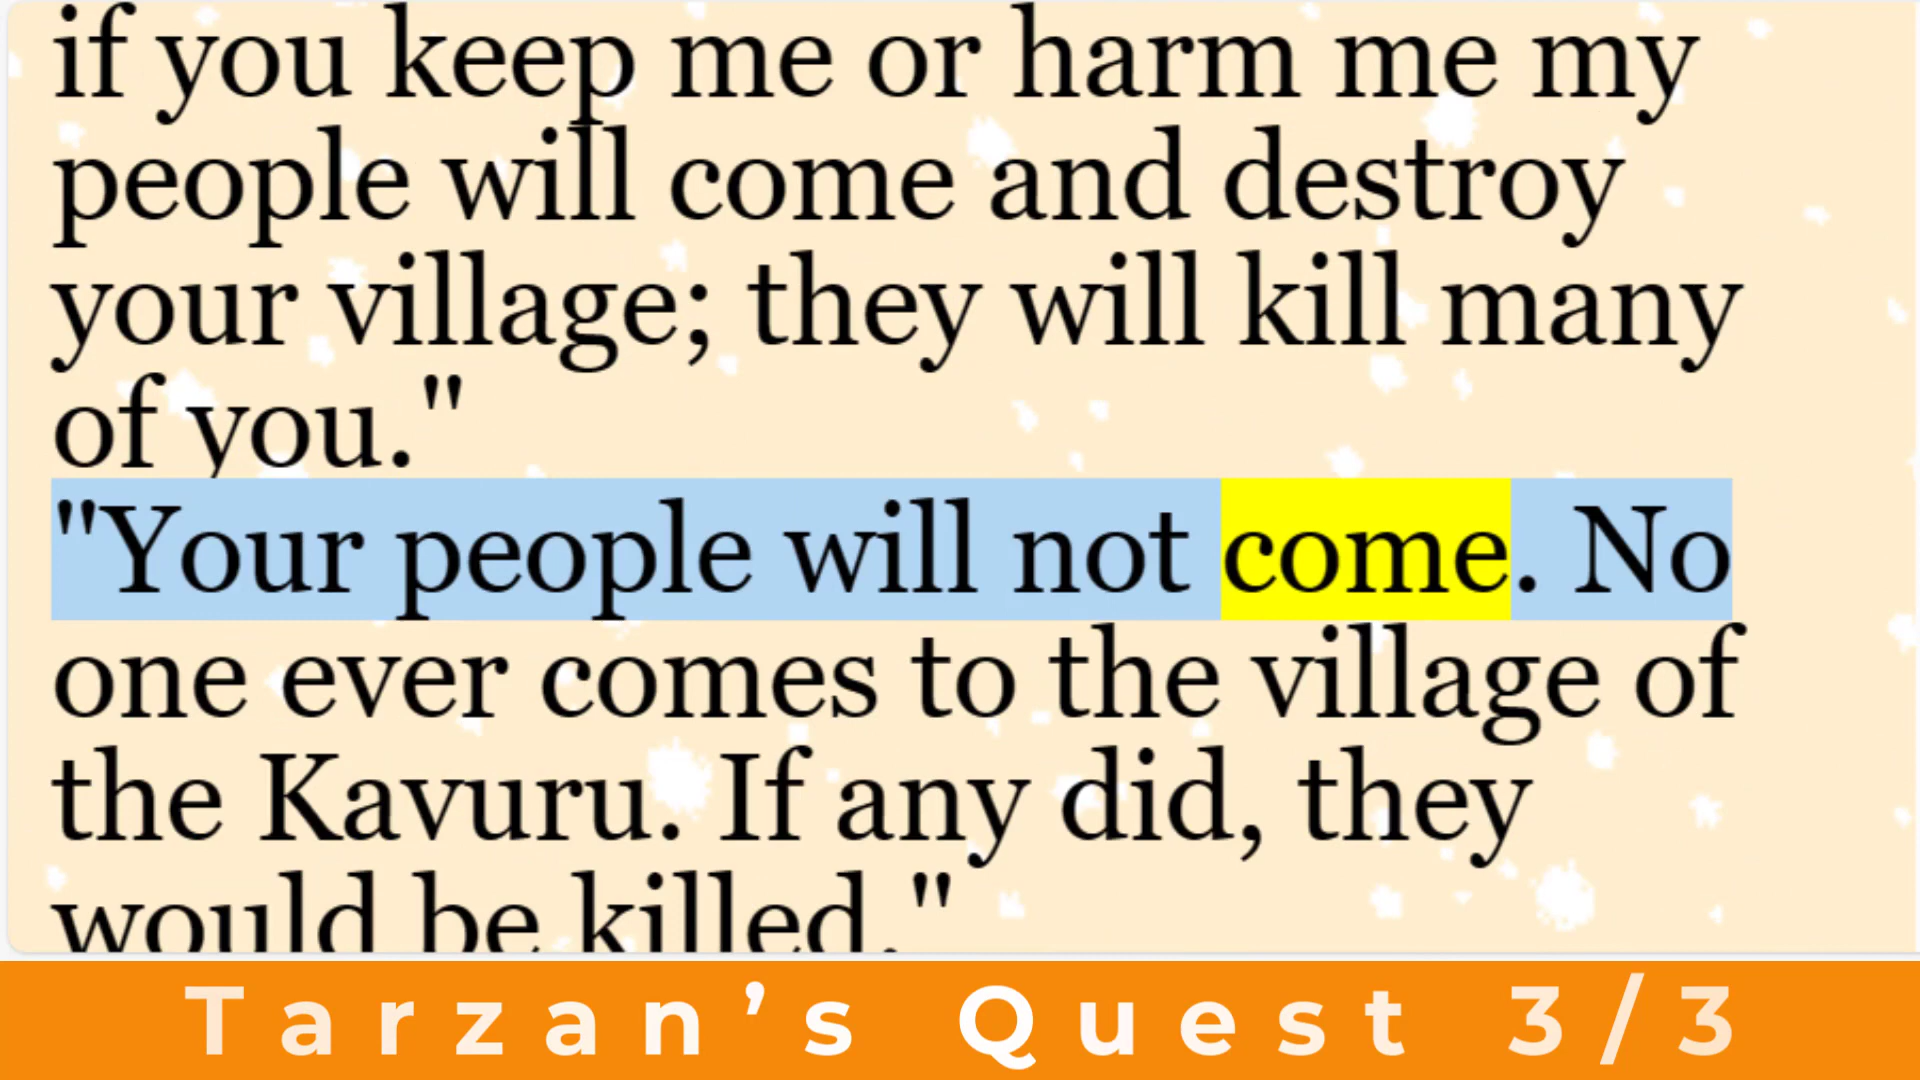 if you keep me or harm me my
people will come and destroy
your village; they will kill many
of you."
"Your people will not come. No
one ever comes to the village of
the Kavuru. If any did, they
would be killed."
Tarzan’s Quest 3/3